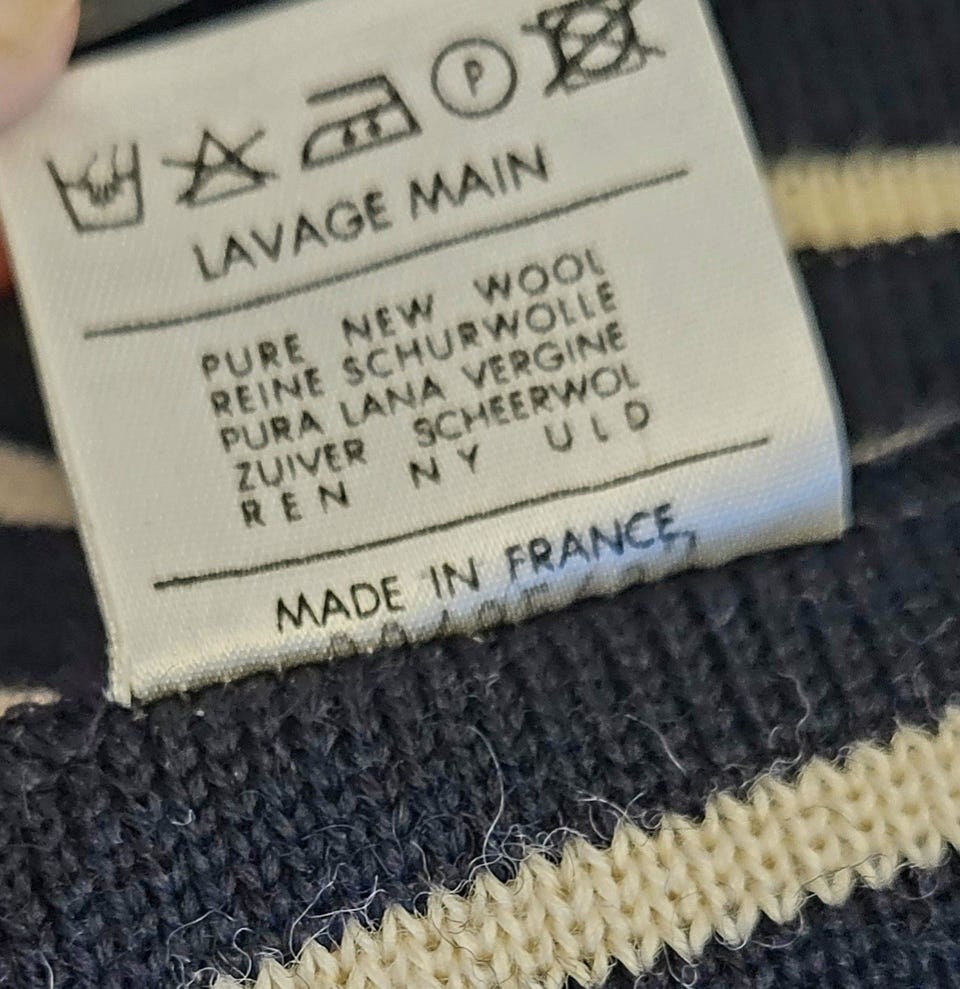 P
LAVAGE MAIN
PURE NEW WOOL
REINE SCHURWOLLE
PURA LANA VERGINE
ZUIVER SCHEERWOL
REN NY ULD
MADE IN FRANCE